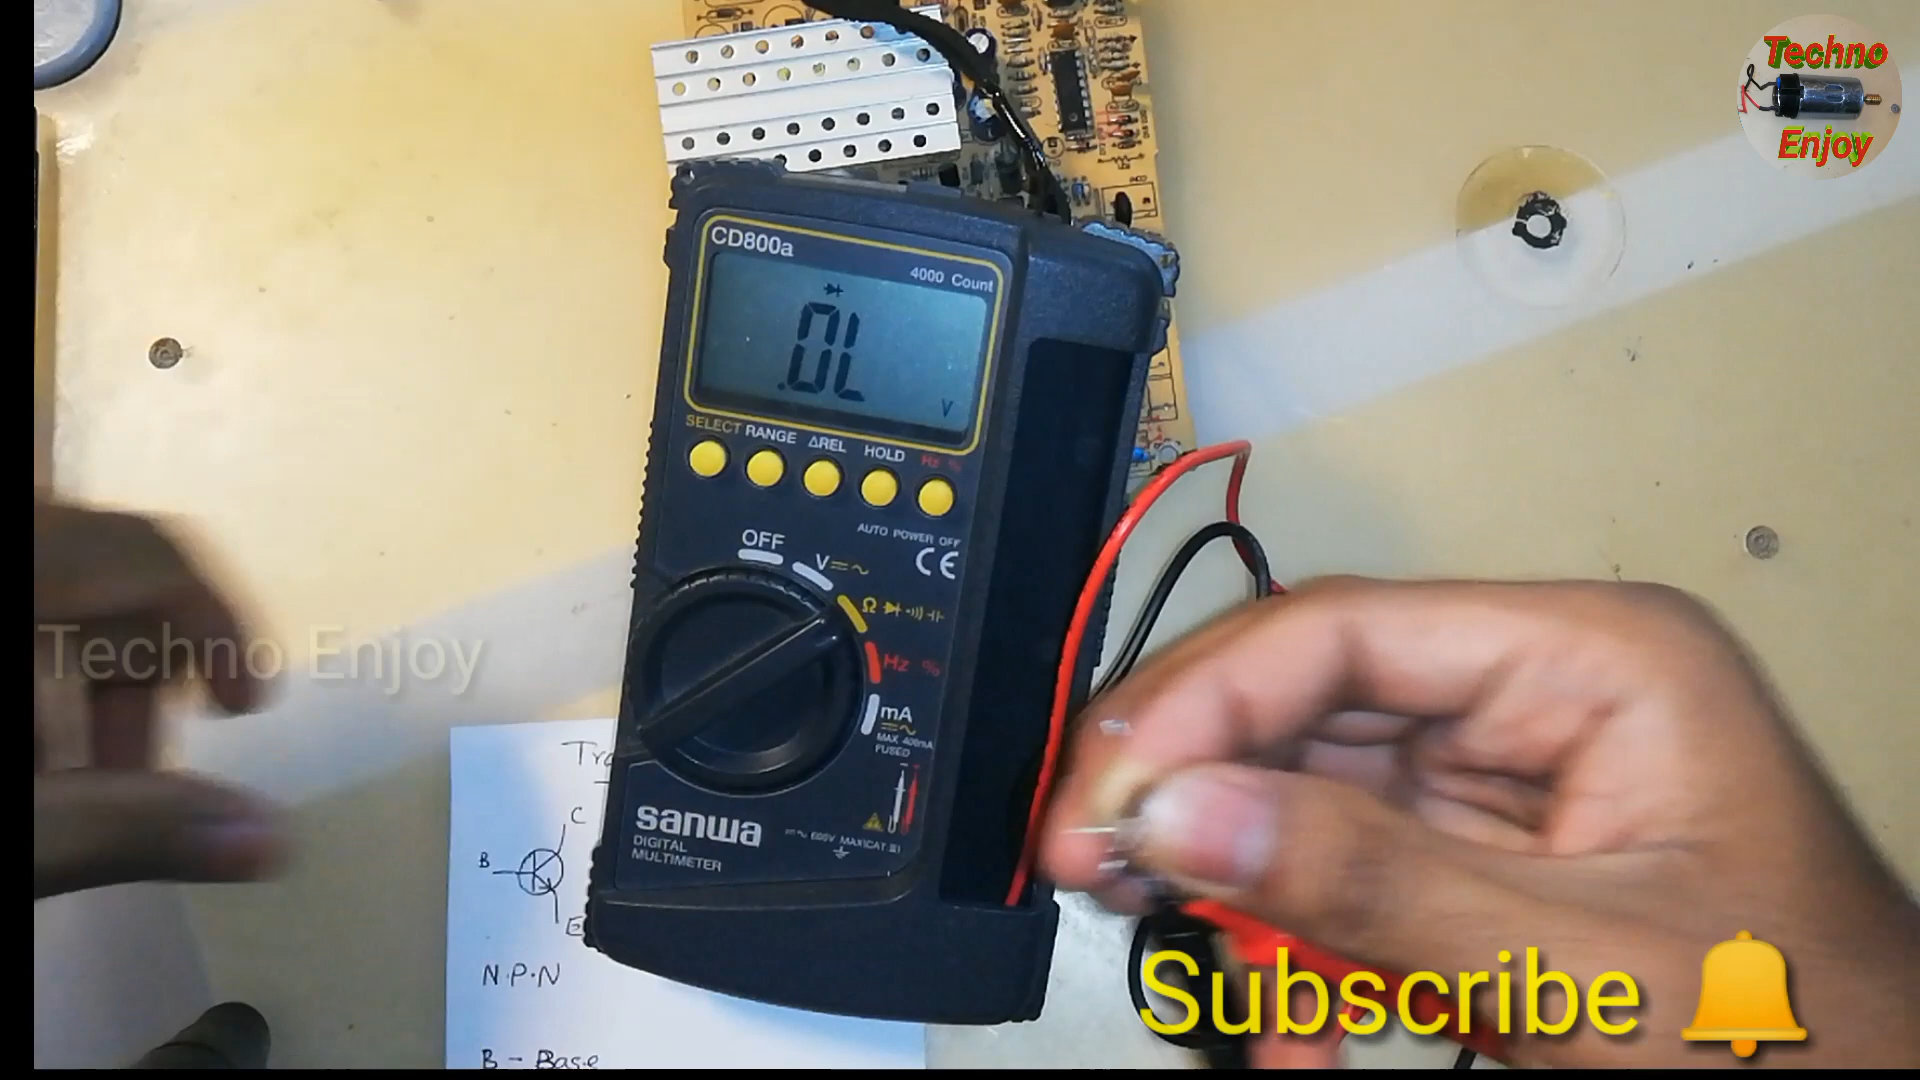 Techno
Enjoy
CD800a
4000 Count
.OL
V
SELECT RANGE ΔREL HOLD Hz %
AUTO POWER OFF
OFF
CE
V
Ω
Hz %
mA
MAX 400mA
FUSED
Techno Enjoy
sanwa
DIGITAL
MULTIMETER
C
B
E
N.P.N
B - Base
Subscribe